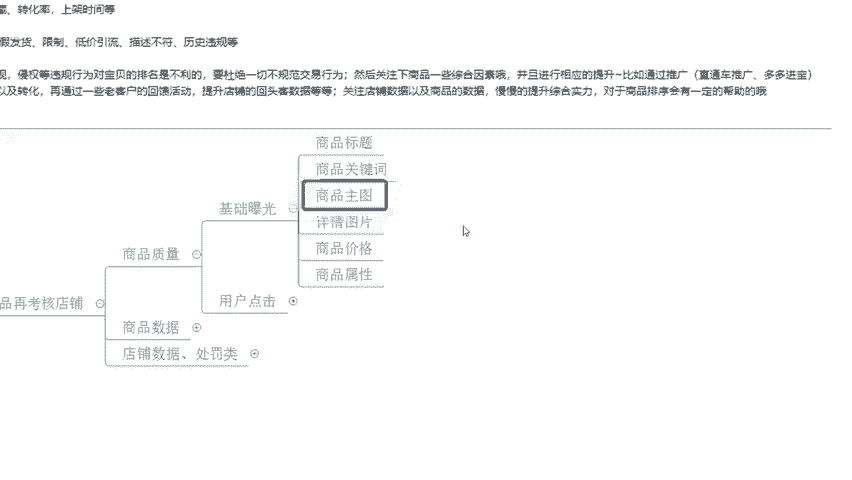 、转化率，上架时间等
假发货、限制、低价引流、描述不符、历史违规等
规，侵权等违规行为对宝贝的排名是不利的，要杜绝一切不规范交易行为；然后关注下商品一些综合因素哦，并且进行相应的提升~比如通过推广（直通车推广、多多进宝）
以及转化，再通过一些老客户的回馈活动，提升店铺的回头客数据等等；关注店铺数据以及商品的数据，慢慢的提升综合实力，对于商品排序会有一定的帮助的哦
商品标题
商品关键词
商品主图
基础曝光
详情图片
商品价格
商品质量
商品属性
用户点击
品再考核店铺
商品数据
店铺数据、处罚类